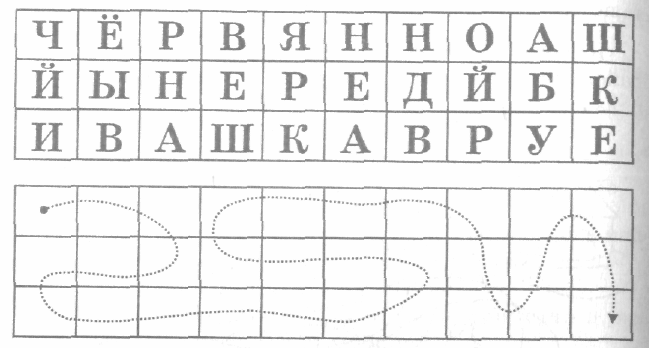 Ч Ё Р В Я Н Н О А Ш
Й Ы Н Е Р Е Д Й Б К
И В А Ш К А В Р У Е